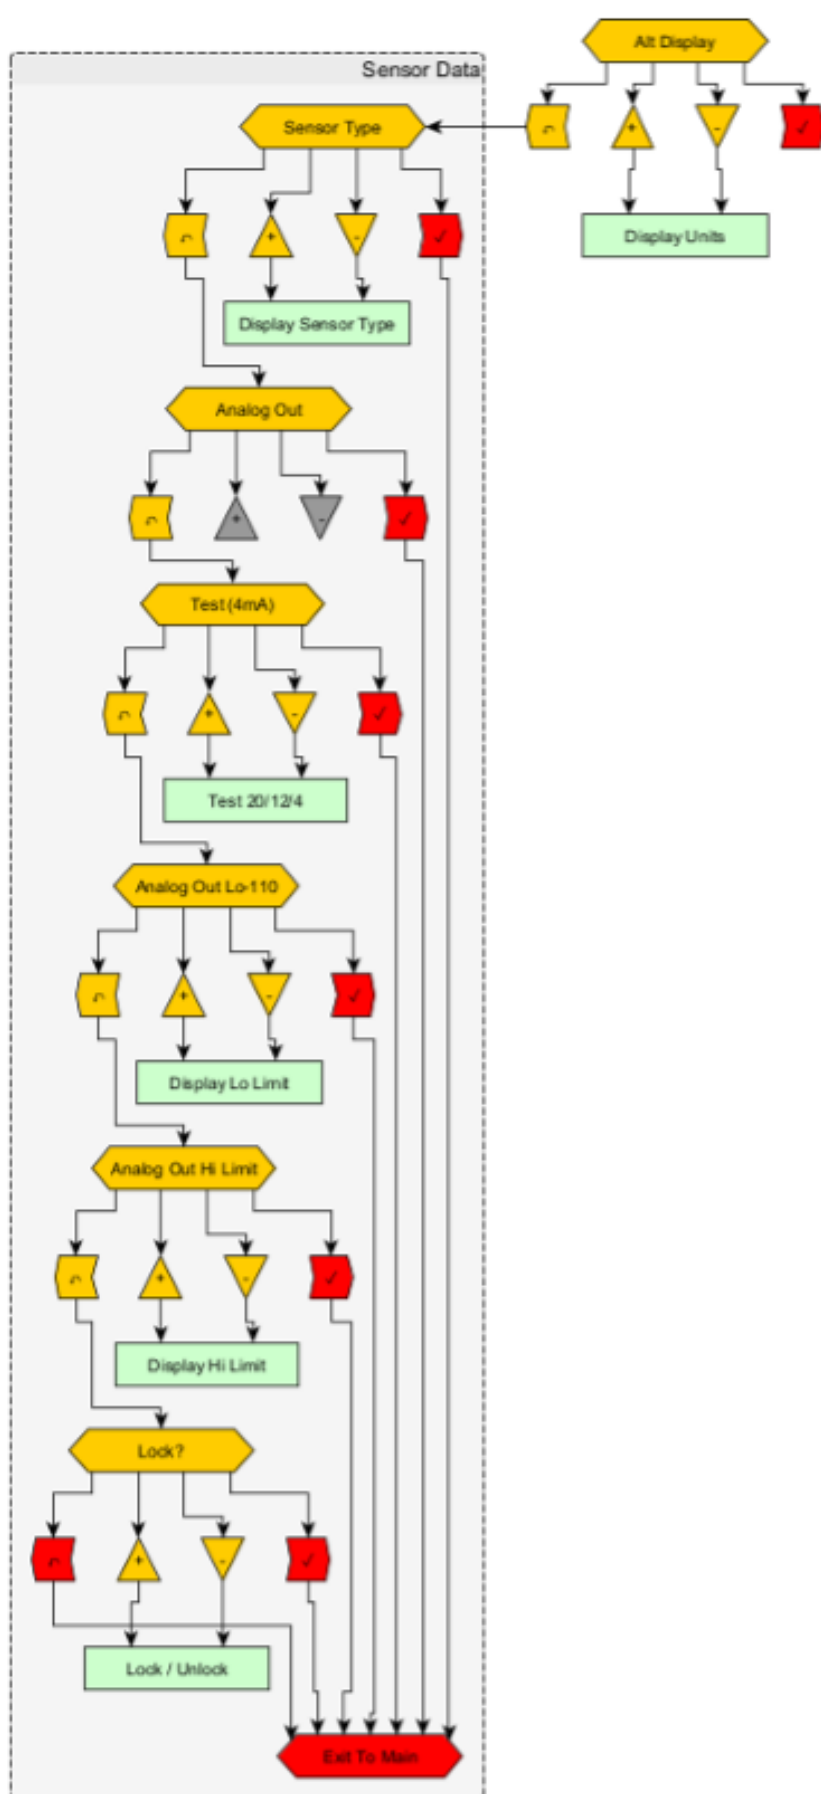 Alt Display
Sensor Data
Sensor Type
+
-
✓
+
-
✓
Display Units
Display Sensor Type
Analog Out
+
-
✓
Test (4mA)
+
-
✓
Test 20/12/4
Analog Out Lo-110
+
-
✓
Display Lo Limit
Analog Out Hi Limit
+
-
✓
Display Hi Limit
Lock?
+
-
✓
Lock / Unlock
Exit To Main